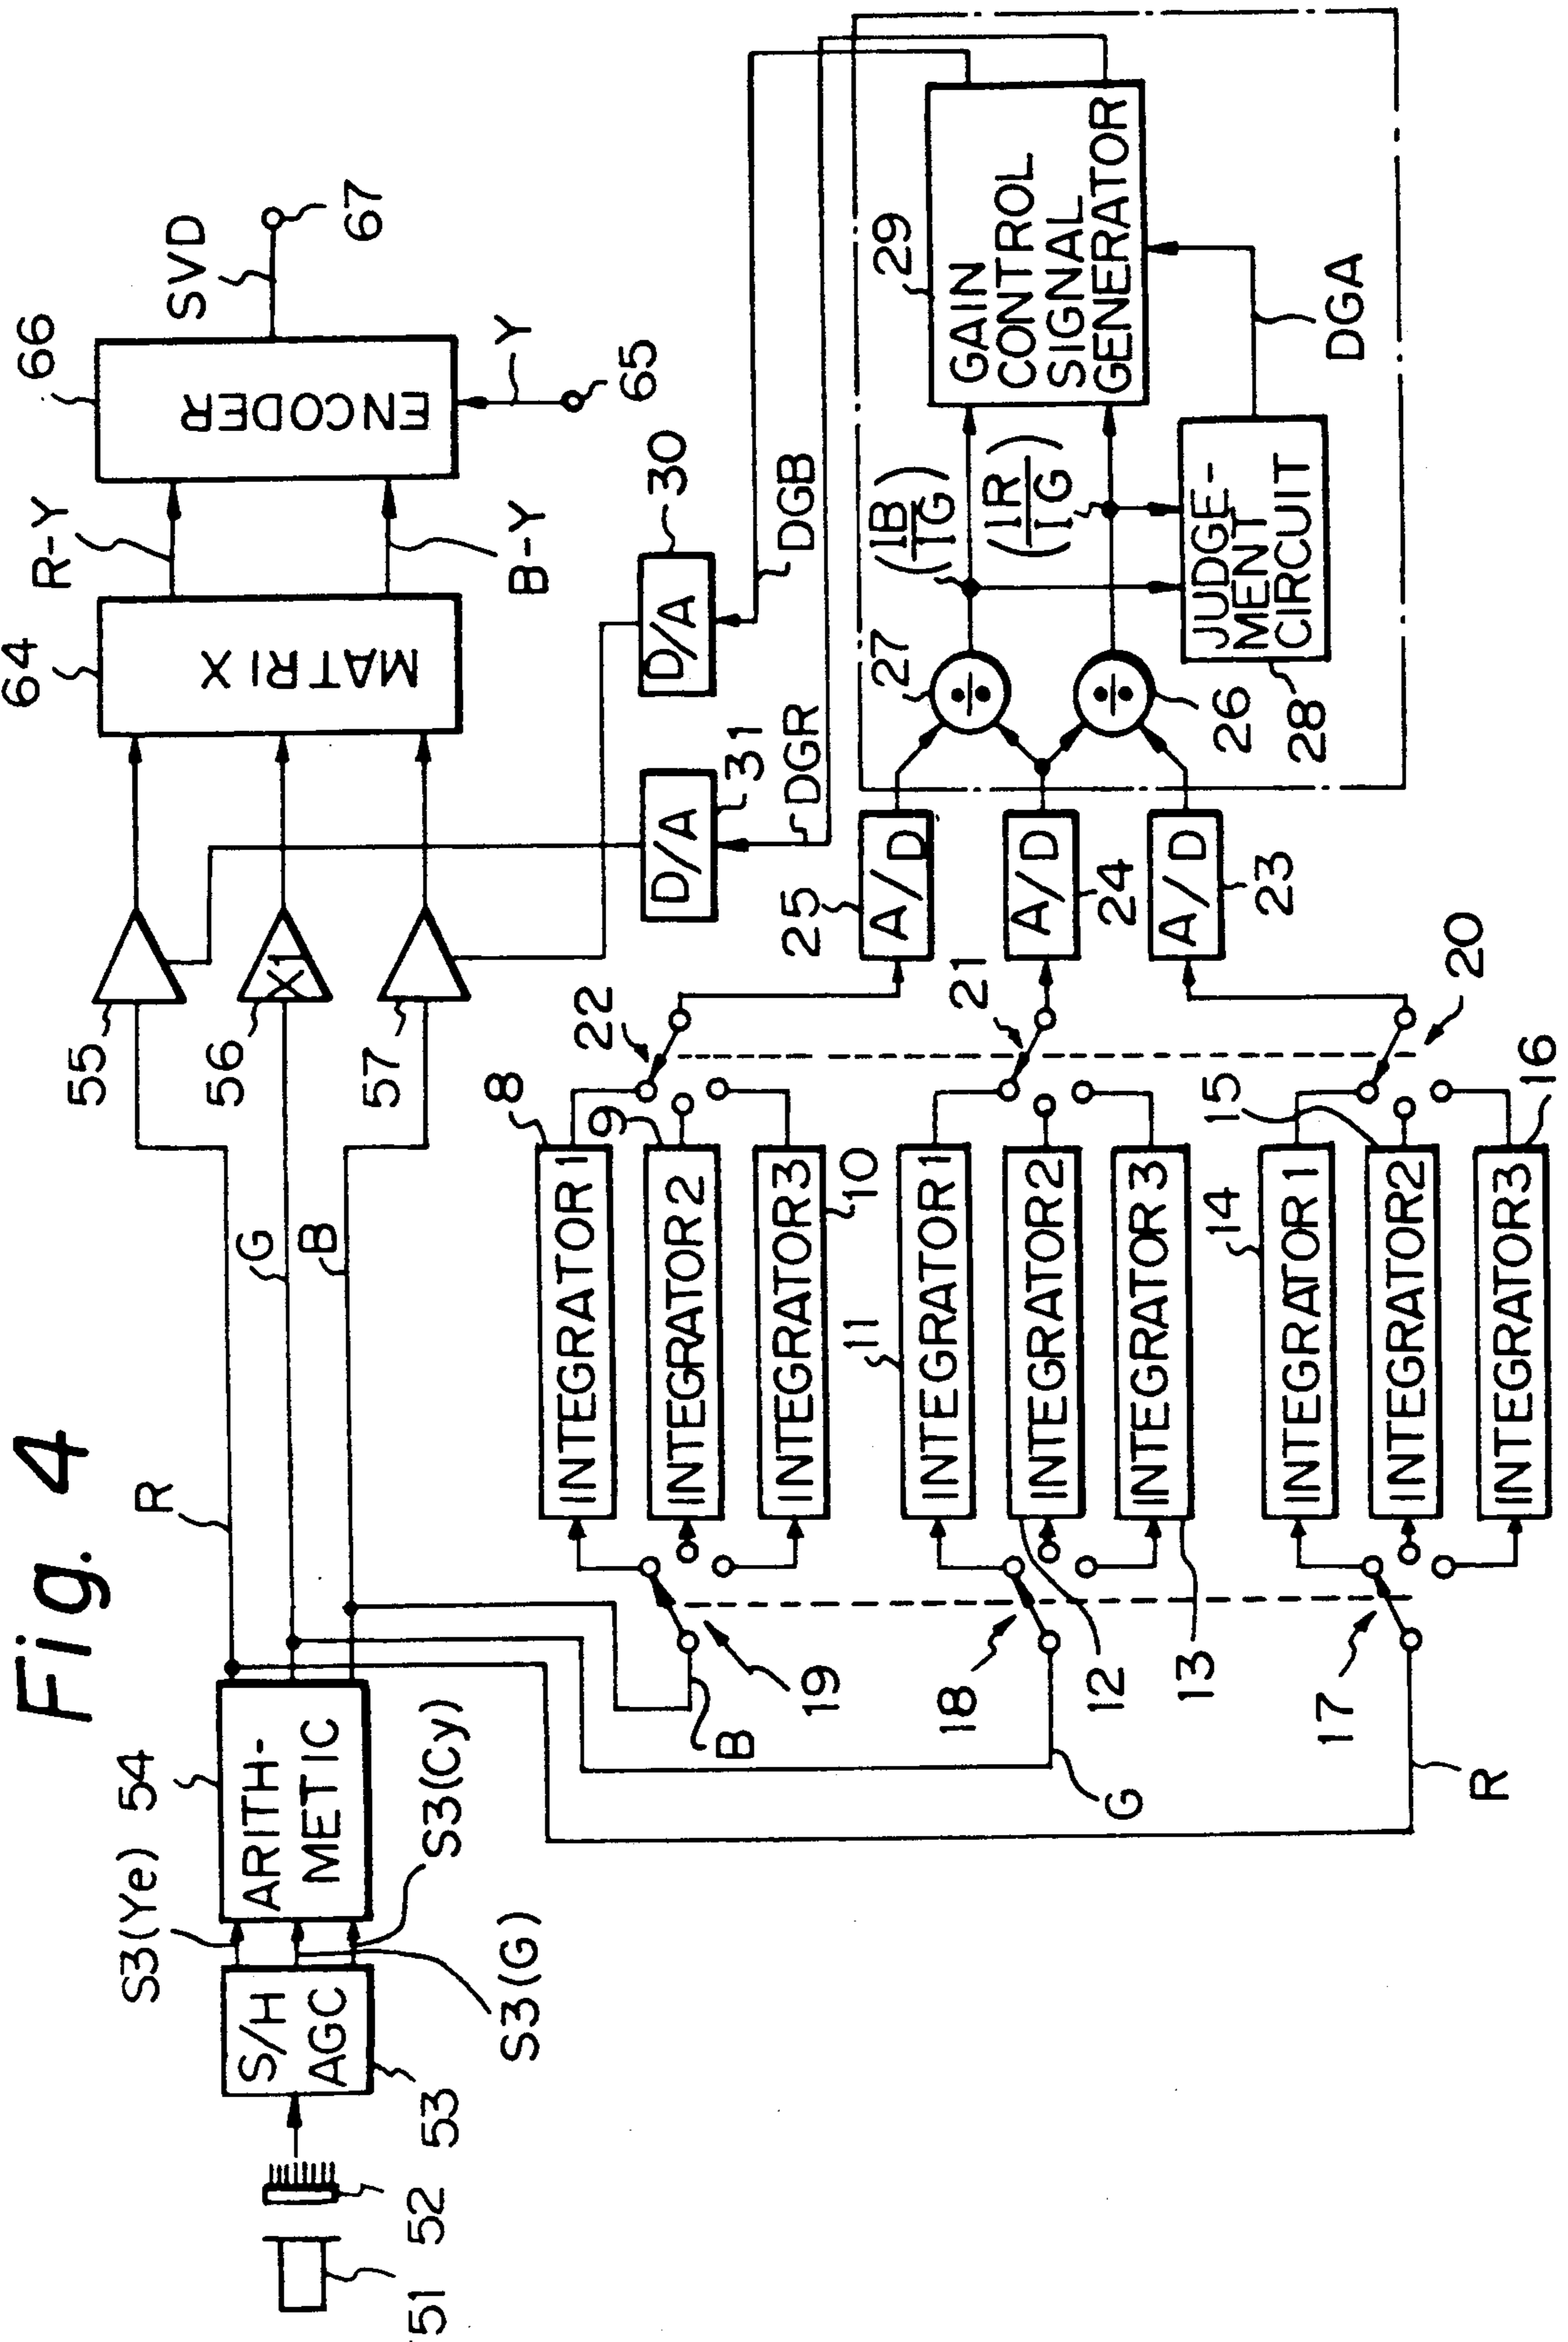 Fig. 4
51
52
S/H
AGC
53
S3(Ye)
S3(G)
S3(Cy)
ARITH-
METIC
54
R
G
B
55
X1
56
57
MATRIX
64
R-Y
B-Y
ENCODER
66
Y
65
SVD
67
D/A
30
D/A
31
DGB
DGR
B
19
G
18
R
17
INTEGRATOR1
8
INTEGRATOR2
9
INTEGRATOR3
10
INTEGRATOR1
11
INTEGRATOR2
12
INTEGRATOR3
13
INTEGRATOR1
14
INTEGRATOR2
15
INTEGRATOR3
16
22
21
20
A/D
25
A/D
24
A/D
23
÷
27
÷
26
(IB/IG)
(IR/IG)
JUDGE-
MENT
CIRCUIT
28
GAIN
CONTROL
SIGNAL
GENERATOR
29
DGA